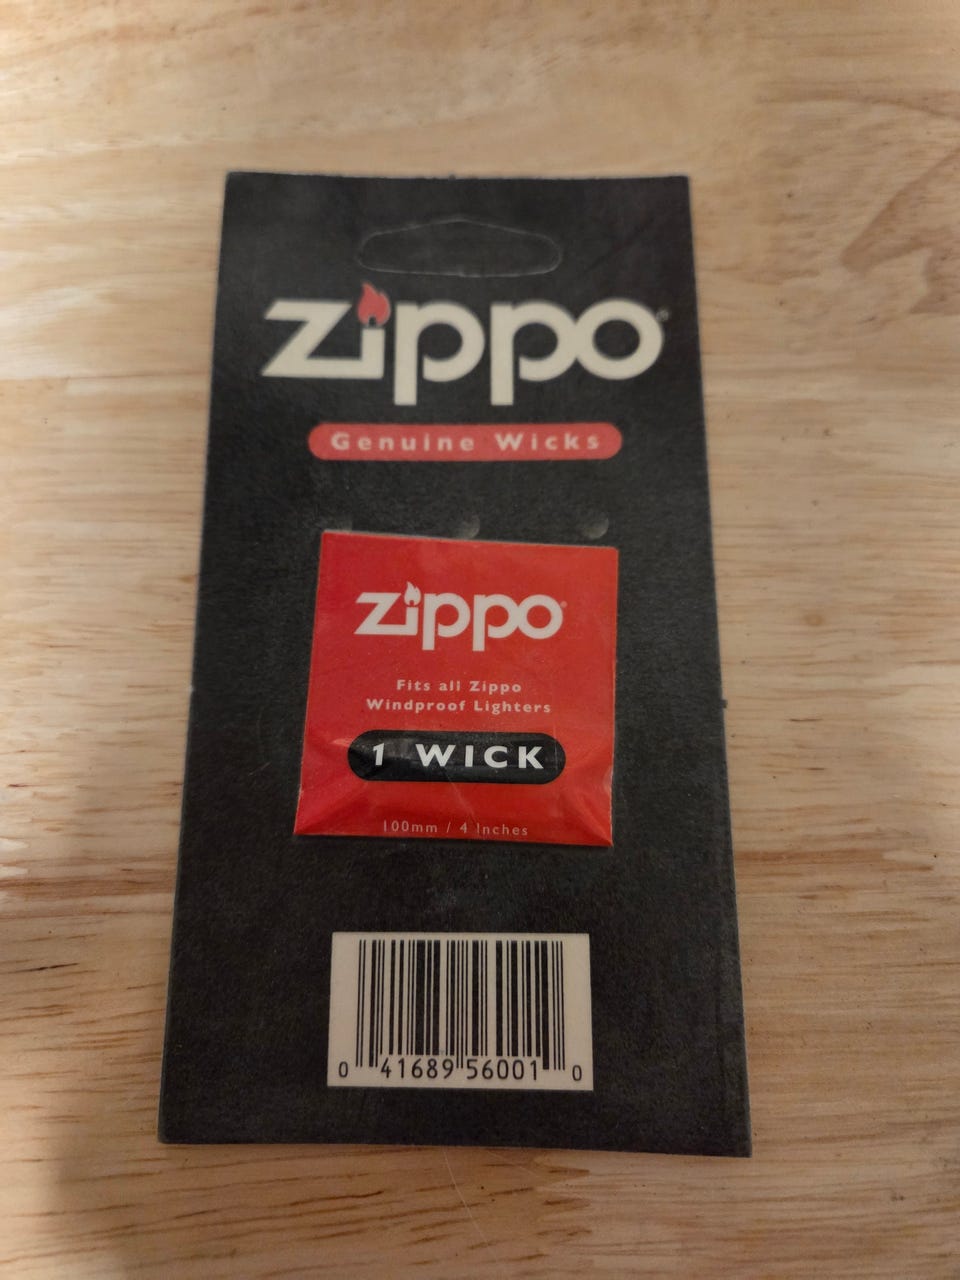 zippo®
Genuine Wicks
zippo®
Fits all Zippo
Windproof Lighters
1 WICK
100mm / 4 Inches
0 41689 56001 0